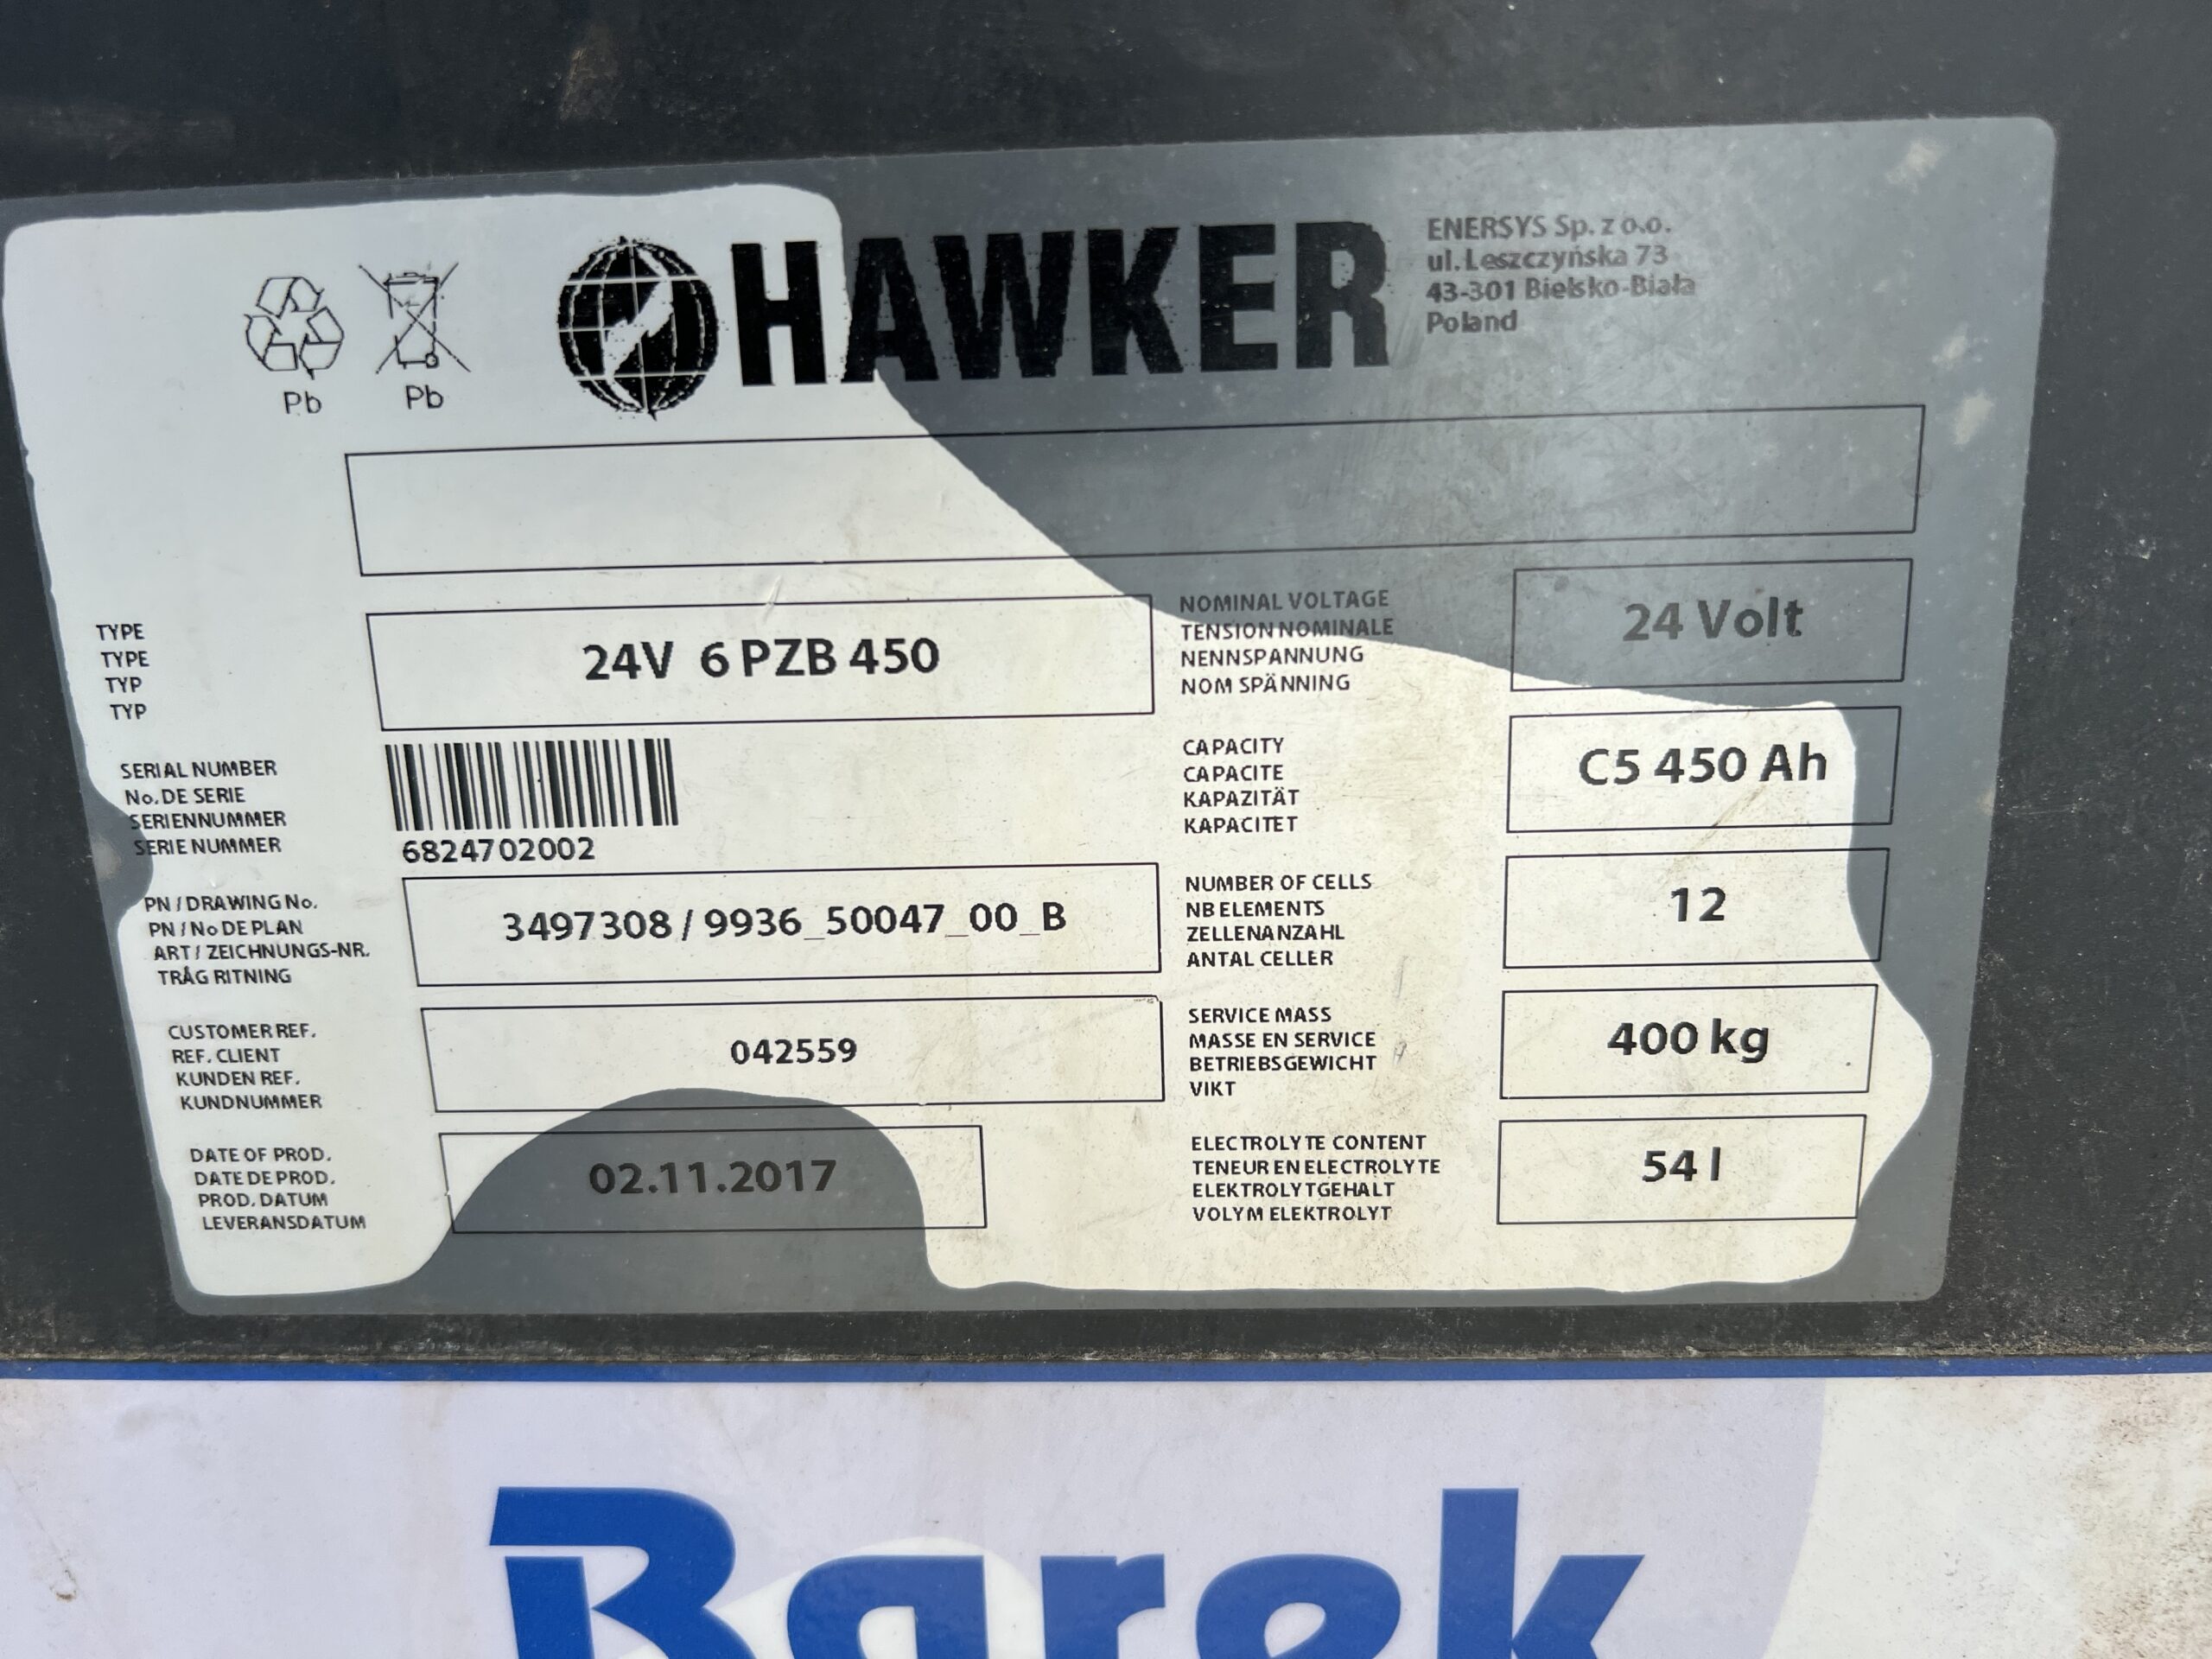 HAWKER
ENERSYS Sp. z o.o.
ul. Leszczyńska 73
43-301 Bielsko-Biała
Poland
Pb Pb
TYPE
TYPE
TYP
TYP
24V 6 PZB 450
NOMINAL VOLTAGE
TENSION NOMINALE
NENNSPANNUNG
NOM SPÄNNING
24 Volt
SERIAL NUMBER
No. DE SERIE
SERIENNUMMER
SERIE NUMMER
6824702002
CAPACITY
CAPACITE
KAPAZITÄT
KAPACITET
C5 450 Ah
PN / DRAWING No.
PN / No DE PLAN
ART / ZEICHNUNGS-NR.
TRÅG RITNING
3497308 / 9936_50047_00_B
NUMBER OF CELLS
NB ELEMENTS
ZELLENANZAHL
ANTAL CELLER
12
CUSTOMER REF.
REF. CLIENT
KUNDEN REF.
KUNDNUMMER
042559
SERVICE MASS
MASSE EN SERVICE
BETRIEBSGEWICHT
VIKT
400 kg
DATE OF PROD.
DATE DE PROD.
PROD. DATUM
LEVERANSDATUM
02.11.2017
ELECTROLYTE CONTENT
TENEUR EN ELECTROLYTE
ELEKTROLYTGEHALT
VOLYM ELEKTROLYT
54 l
Barek